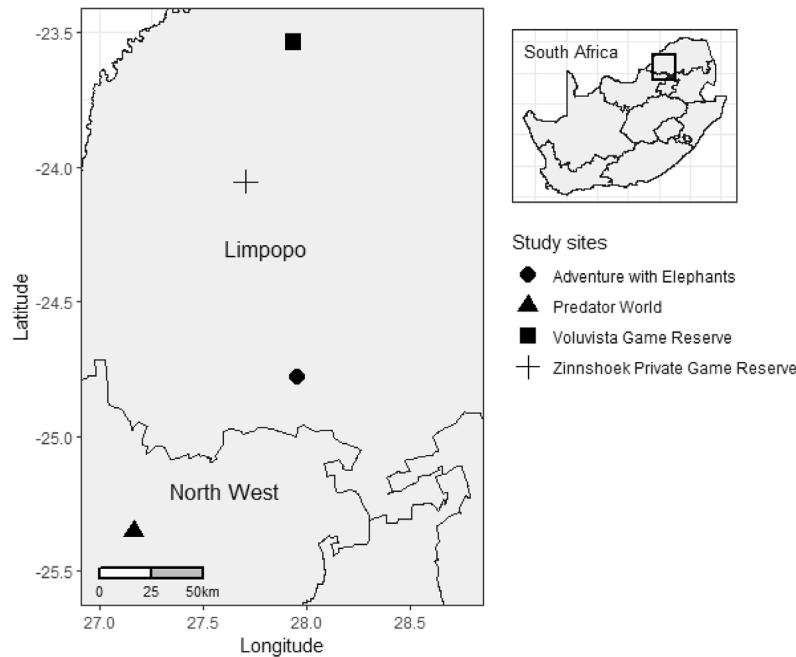 -23.5
-24.0
-24.5
-25.0
-25.5
Latitude
Limpopo
North West
0 25 50km
27.0 27.5 28.0 28.5
Longitude
South Africa
Study sites
Adventure with Elephants
Predator World
Voluvista Game Reserve
Zinnshoek Private Game Reserve